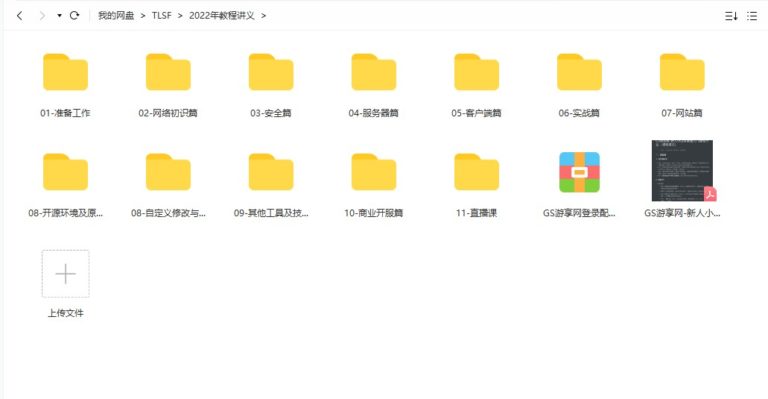 我的网盘 > TLSF > 2022年教程讲义 >
01-准备工作
02-网络初识篇
03-安全篇
04-服务器篇
05-客户端篇
06-实战篇
07-网站篇
08-开源环境及原...
08-自定义修改与...
09-其他工具及技...
10-商业开服篇
11-直播课
GS游享网登录配...
GS游享网-新人小...
上传文件